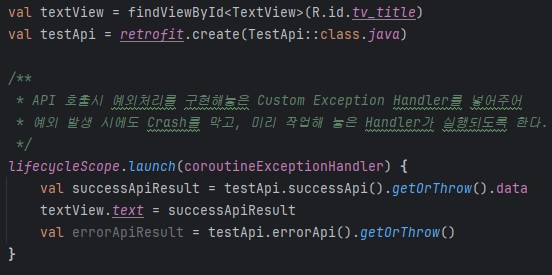 val textView = findViewById<TextView>(R.id.tv_title)
val testApi = retrofit.create(TestApi::class.java)
/**
* API 호출시 예외처리를 구현해놓은 Custom Exception Handler를 넣어주어
* 예외 발생 시에도 Crash를 막고, 미리 작업해 놓은 Handler가 실행되도록 한다.
*/
lifecycleScope.launch(coroutineExceptionHandler) {
val successApiResult = testApi.successApi().getOrThrow().data
textView.text = successApiResult
val errorApiResult = testApi.errorApi().getOrThrow()
}